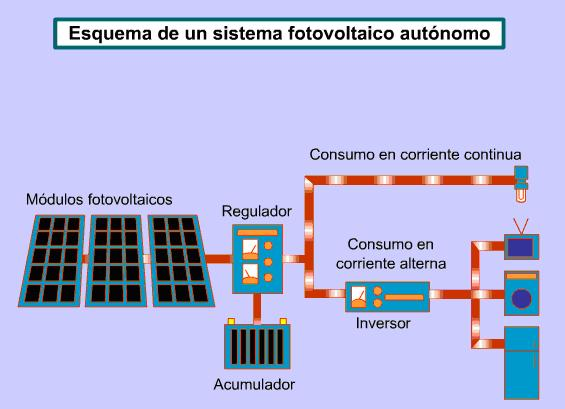 Esquema de un sistema fotovoltaico autónomo
Consumo en corriente continua
Módulos fotovoltaicos
Regulador
Consumo en
corriente alterna
Inversor
Acumulador